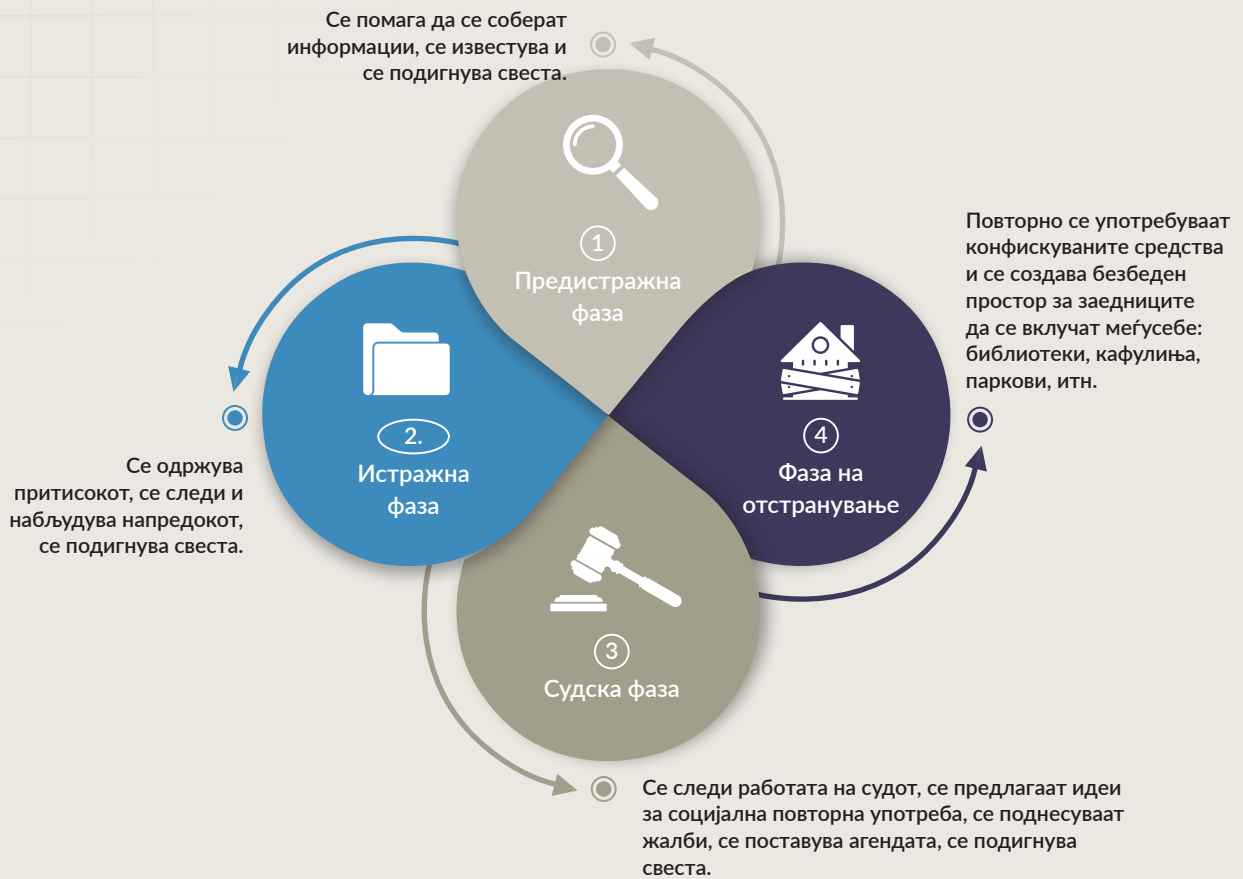 Се помага да се соберат
информации, се известува и
се подигнува свеста.
1
Предистражна
фаза
2.
Истражна
фаза
Се одржува
притисокот, се следи и
набљудува напредокот,
се подигнува свеста.
3
Судска фаза
Се следи работата на судот, се предлагаат идеи
за социјална повторна употреба, се поднесуваат
жалби, се поставува агендата, се подигнува
свеста.
4
Фаза на
отстранување
Повторно се употребуваат
конфискуваните средства
и се создава безбеден
простор за заедниците
да се вклучат меѓусебе:
библиотеки, кафулиња,
паркови, итн.